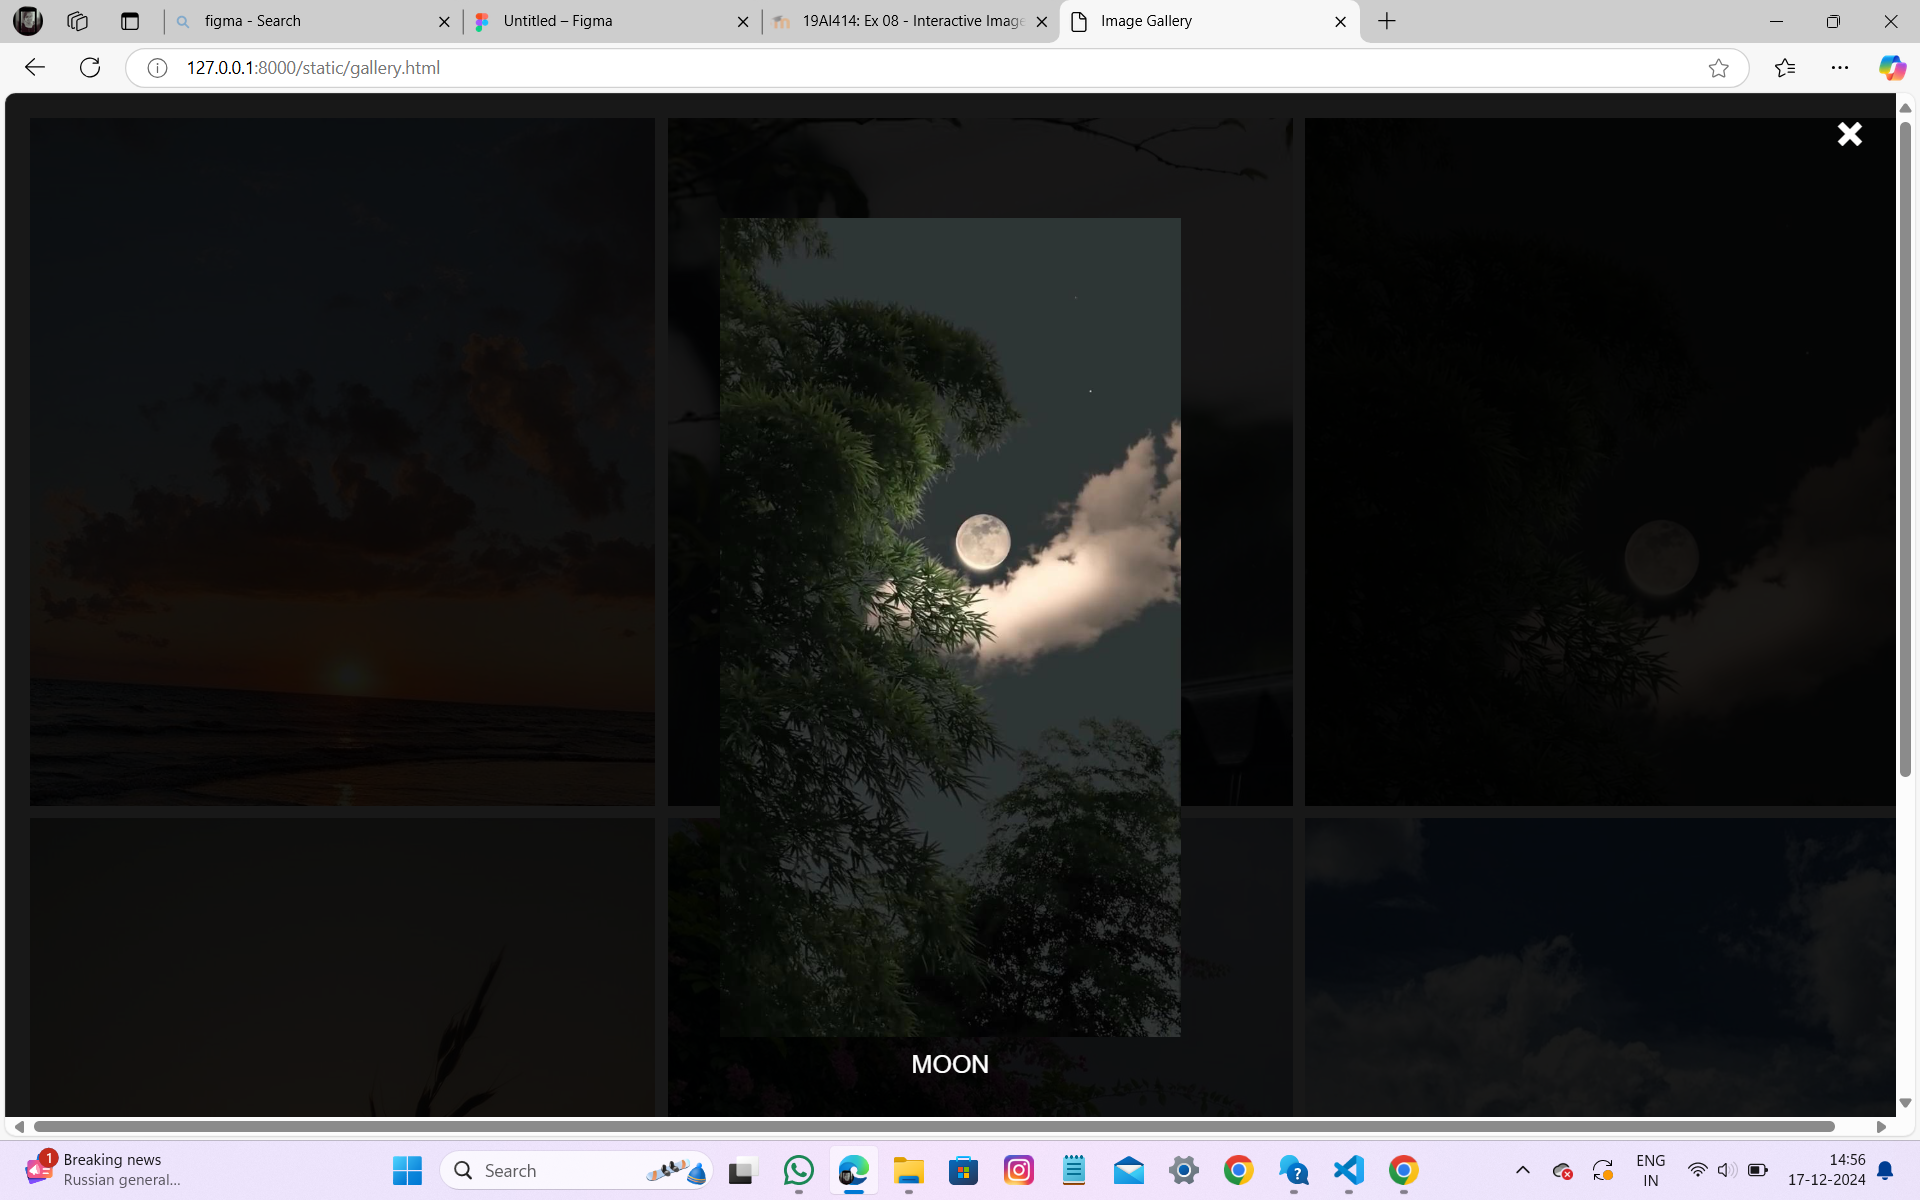 figma - Search
Untitled – Figma
19AI414: Ex 08 - Interactive Image
Image Gallery
127.0.0.1:8000/static/gallery.html
MOON
1
Breaking news
Russian general...
Search
ENG
IN
14:56
17-12-2024